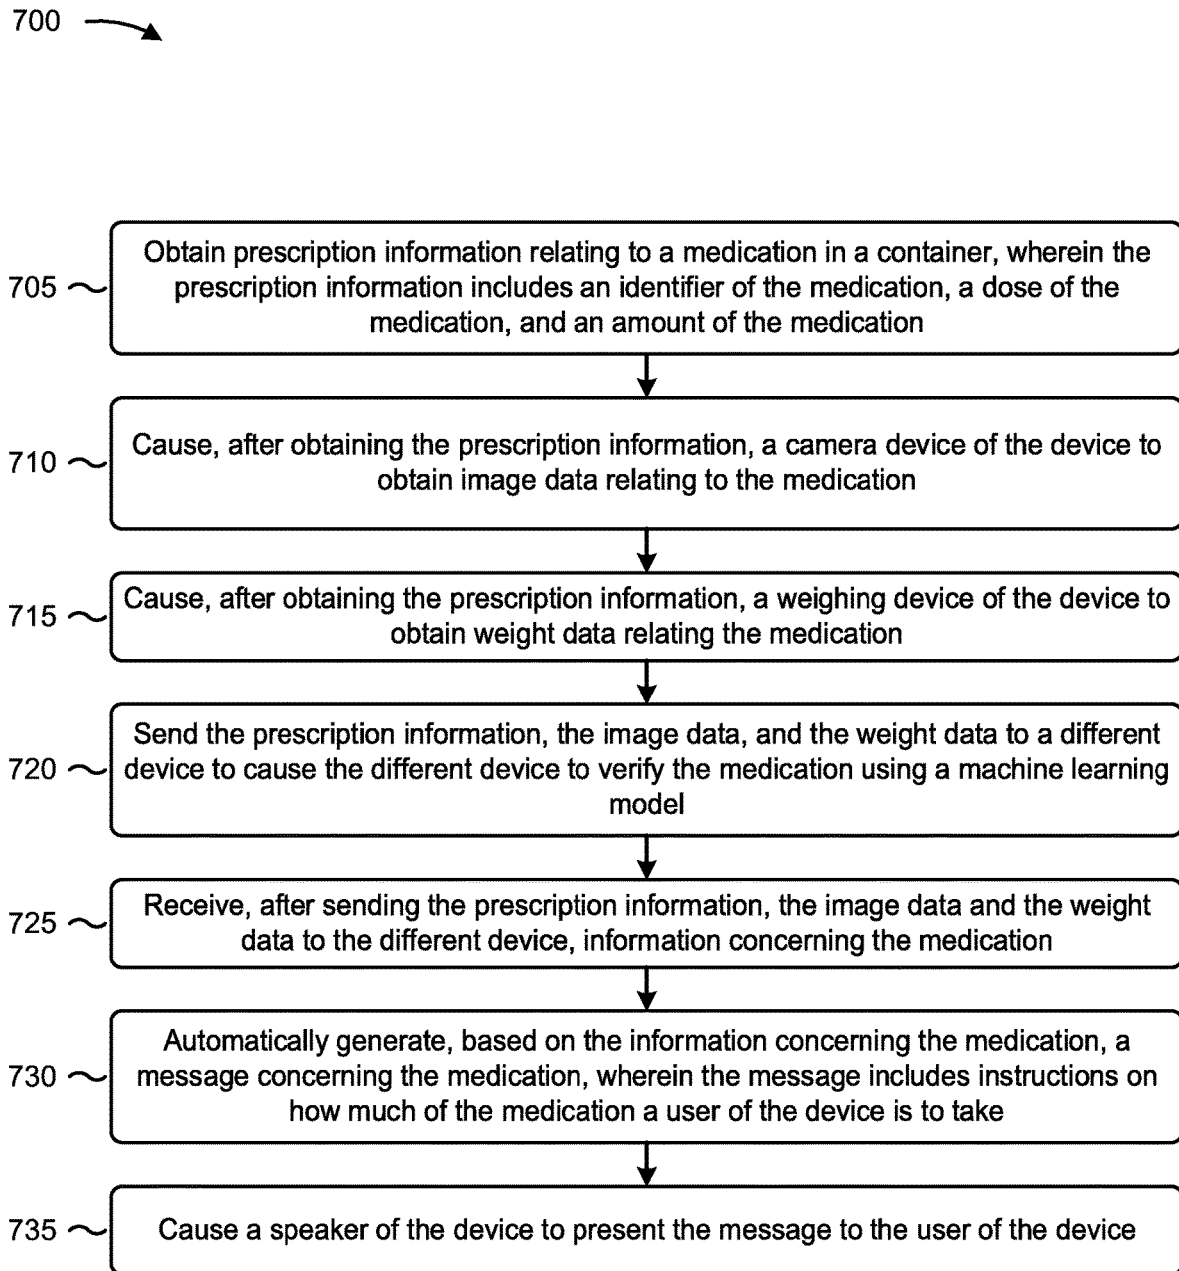 700
Obtain prescription information relating to a medication in a container, wherein the
705
prescription information includes an identifier of the medication, a dose of the
medication, and an amount of the medication
Cause, after obtaining the prescription information, a camera device of the device to
710
obtain image data relating to the medication
Cause, after obtaining the prescription information, a weighing device of the device to
715
obtain weight data relating the medication
Send the prescription information, the image data, and the weight data to a different
720
device to cause the different device to verify the medication using a machine learning
model
Receive, after sending the prescription information, the image data and the weight
725
data to the different device, information concerning the medication
Automatically generate, based on the information concerning the medication, a
730
message concerning the medication, wherein the message includes instructions on
how much of the medication a user of the device is to take
735
Cause a speaker of the device to present the message to the user of the device